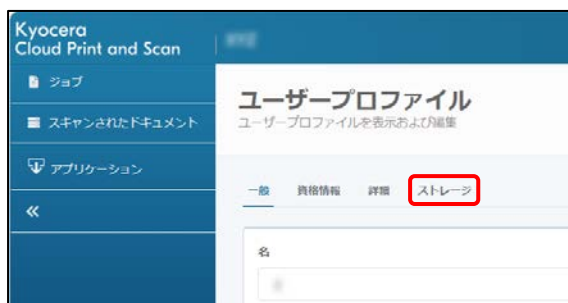 Kyocera
Cloud Print and Scan
ジョブ
スキャンされたドキュメント
アプリケーション
«
ユーザープロファイル
ユーザープロファイルを表示および編集
一般 資格情報 詳細 ストレージ
名